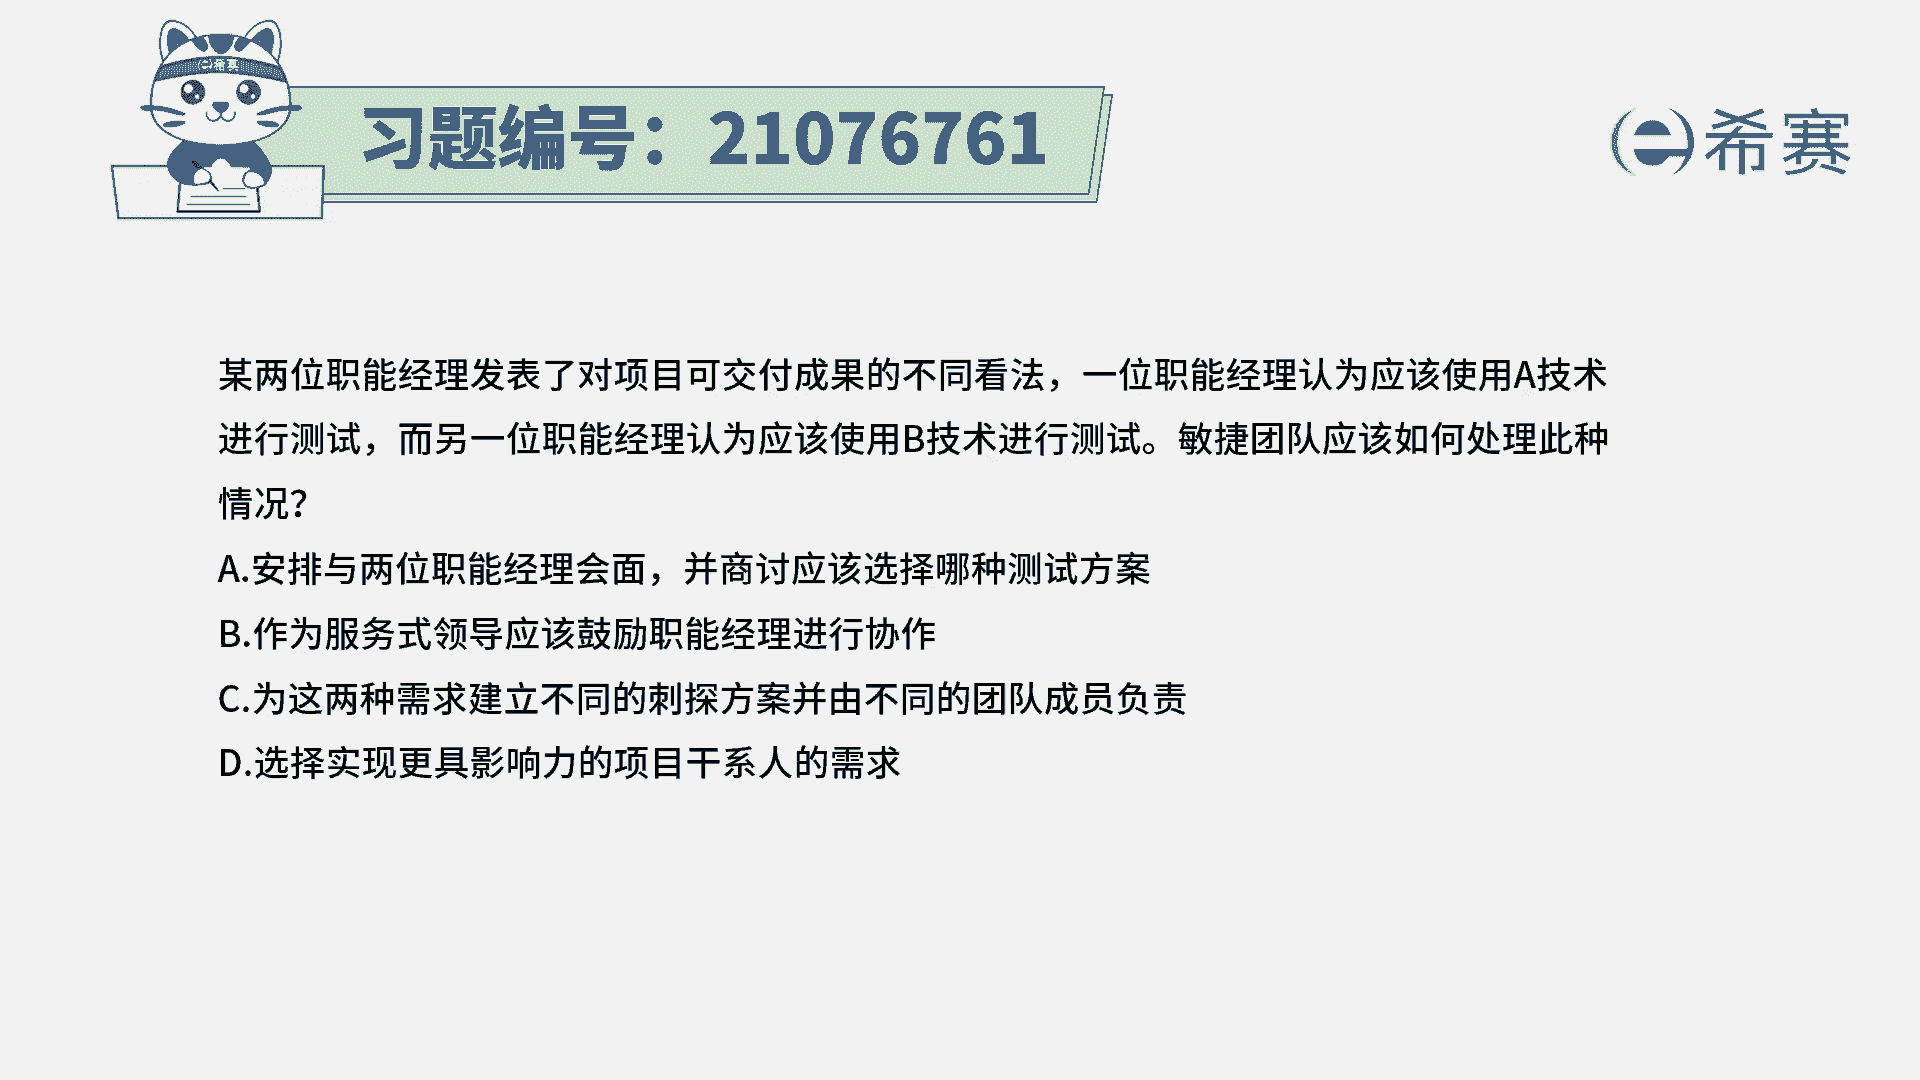 e希赛
习题编号：21076761
e希赛
某两位职能经理发表了对项目可交付成果的不同看法，一位职能经理认为应该使用A技术
进行测试，而另一位职能经理认为应该使用B技术进行测试。敏捷团队应该如何处理此种
情况？
A.安排与两位职能经理会面，并商讨应该选择哪种测试方案
B.作为服务式领导应该鼓励职能经理进行协作
C.为这两种需求建立不同的刺探方案并由不同的团队成员负责
D.选择实现更具影响力的项目干系人的需求